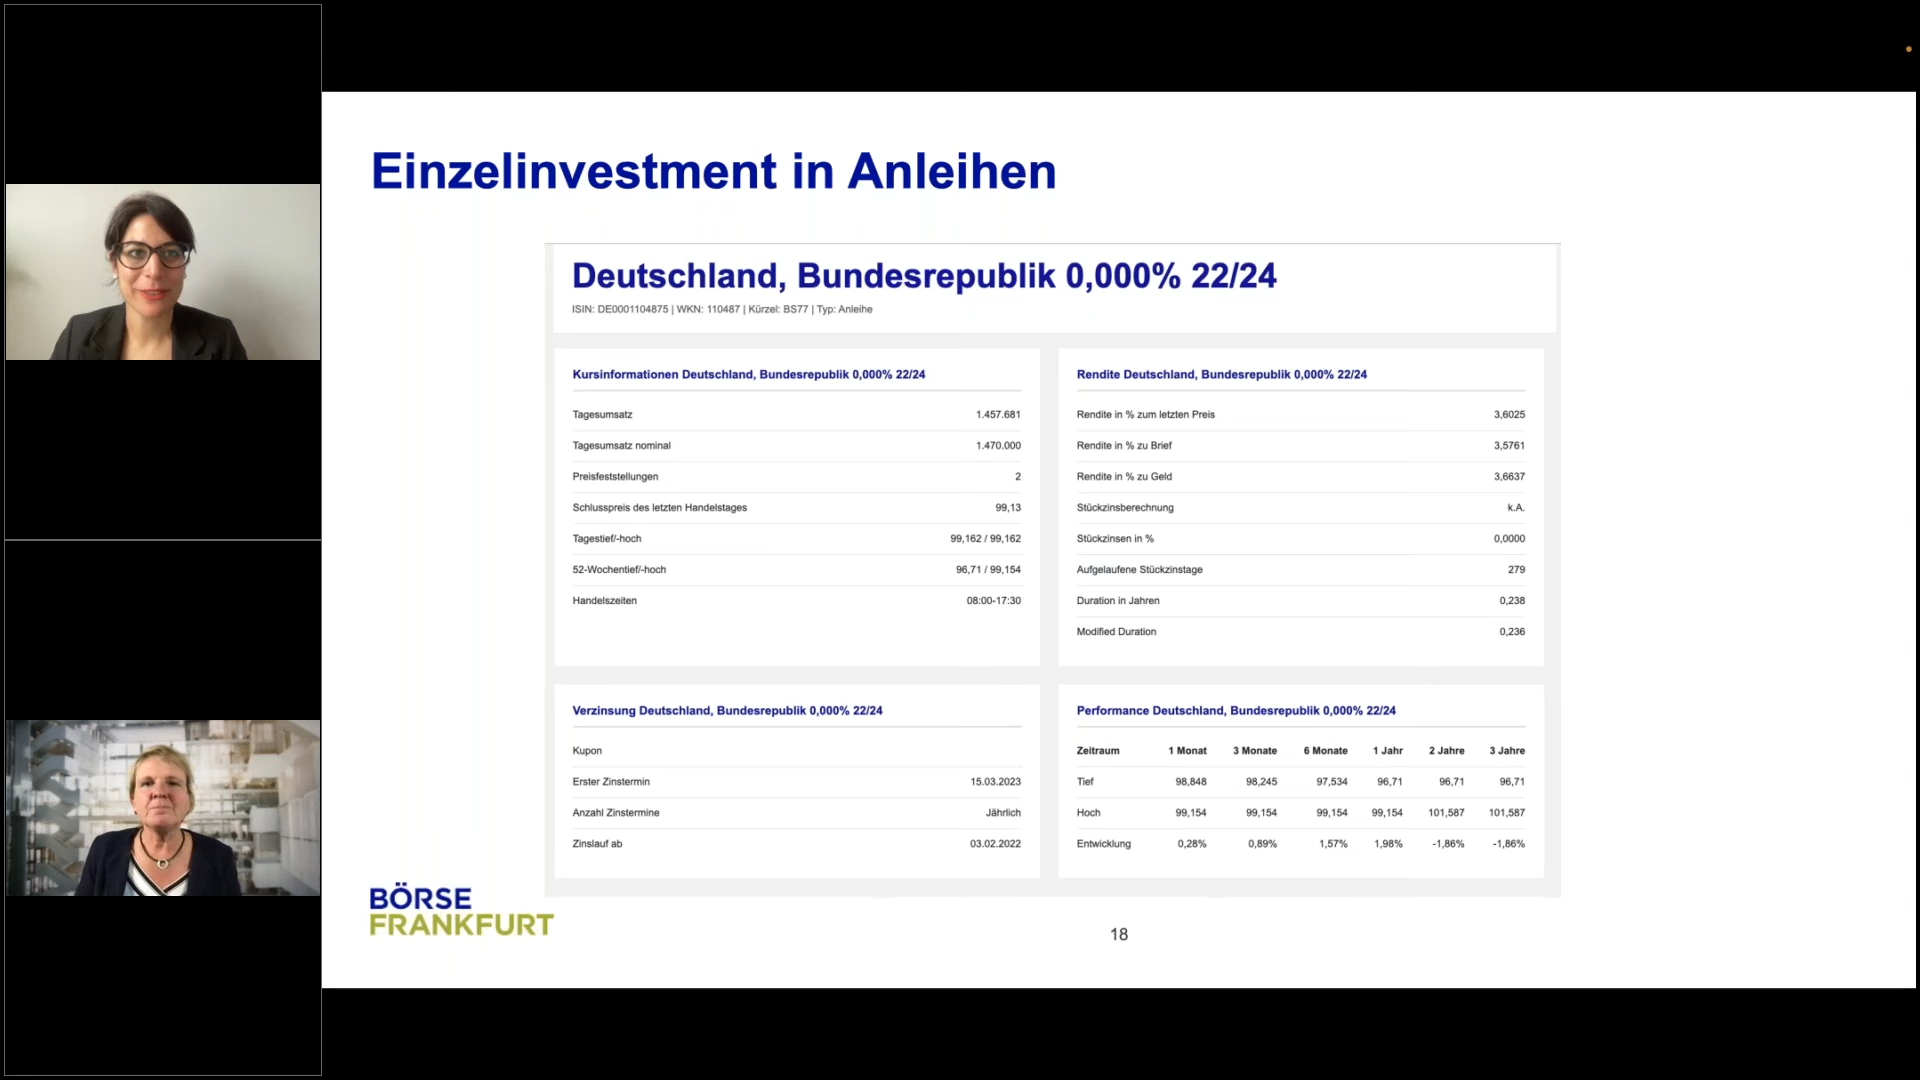 Einzelinvestment in Anleihen
Deutschland, Bundesrepublik 0,000% 22/24
ISIN: DE0001104875 | WKN: 110487 | Kürzel: BS77 | Typ: Anleihe
Kursinformationen Deutschland, Bundesrepublik 0,000% 22/24
Tagesumsatz 1.457.681
Tagesumsatz nominal 1.470.000
Preisfeststellungen 2
Schlusspreis des letzten Handelstages 99,13
Tagestief/-hoch 99,162 / 99,162
52-Wochentief/-hoch 96,71 / 99,154
Handelszeiten 08:00-17:30
Rendite Deutschland, Bundesrepublik 0,000% 22/24
Rendite in % zum letzten Preis 3,6025
Rendite in % zu Brief 3,5761
Rendite in % zu Geld 3,6637
Stückzinsberechnung k.A.
Stückzinsen in % 0,0000
Aufgelaufene Stückzinstage 279
Duration in Jahren 0,238
Modified Duration 0,236
Verzinsung Deutschland, Bundesrepublik 0,000% 22/24
Kupon
Erster Zinstermin 15.03.2023
Anzahl Zinstermine Jährlich
Zinslauf ab 03.02.2022
Performance Deutschland, Bundesrepublik 0,000% 22/24
Zeitraum 1 Monat 3 Monate 6 Monate 1 Jahr 2 Jahre 3 Jahre
Tief 98,848 98,245 97,534 96,71 96,71 96,71
Hoch 99,154 99,154 99,154 99,154 101,587 101,587
Entwicklung 0,28% 0,89% 1,57% 1,98% -1,86% -1,86%
BÖRSE
FRANKFURT
18